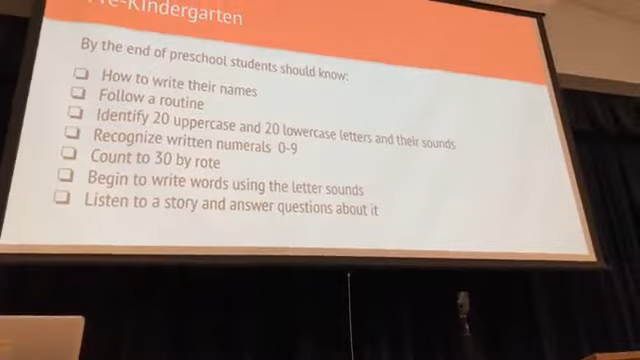 Pre-Kindergarten
By the end of preschool students should know:
How to write their names
Follow a routine
Identify 20 uppercase and 20 lowercase letters and their sounds
Recognize written numerals 0-9
Count to 30 by rote
Begin to write words using the letter sounds
Listen to a story and answer questions about it